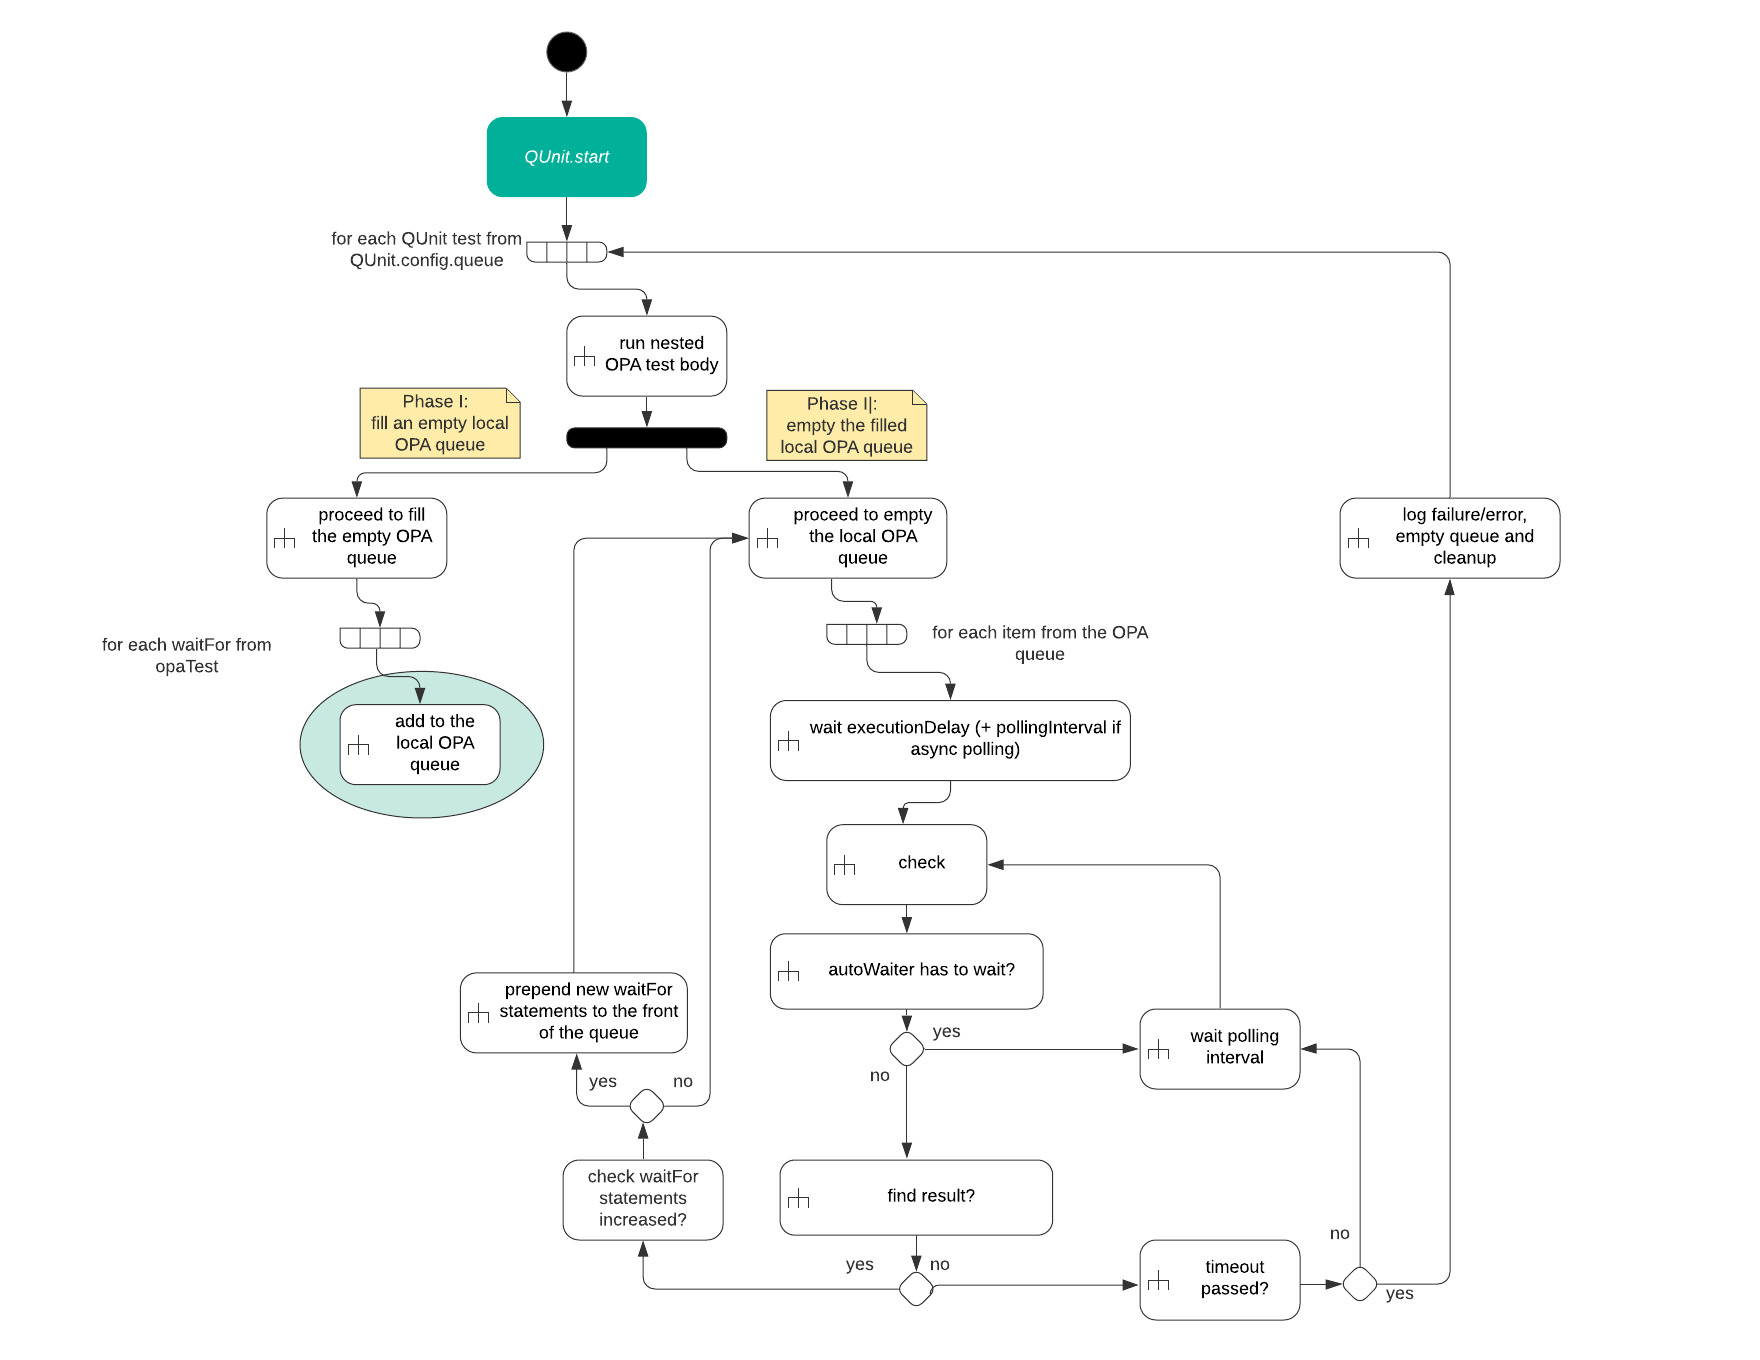 QUnit.start
for each QUnit test from
QUnit.config.queue
run nested
OPA test body
Phase I:
fill an empty local
OPA queue
Phase I|:
empty the filled
local OPA queue
proceed to fill
the empty OPA
queue
proceed to empty
the local OPA
queue
log failure/error,
empty queue and
cleanup
for each waitFor from
opaTest
for each item from the OPA
queue
add to the
local OPA
queue
wait executionDelay (+ pollingInterval if
async polling)
check
autoWaiter has to wait?
prepend new waitFor
statements to the front
of the queue
yes
no
wait polling
interval
yes
no
check waitFor
statements
increased?
find result?
yes
no
timeout
passed?
no
yes